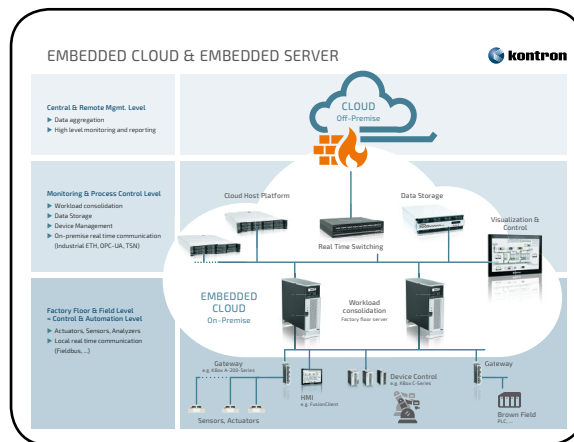 EMBEDDED CLOUD & EMBEDDED SERVER
kontron
Central & Remote Mgmt. Level
▶ Data aggregation
▶ High level monitoring and reporting
CLOUD
Off-Premise
Monitoring & Process Control Level
▶ Workload consolidation
▶ Data Storage
▶ Device Management
▶ On-premise real time communication
(Industrial ETH, OPC-UA, TSN)
Cloud Host Platform
Data Storage
Visualization &
Control
Real Time Switching
Factory Floor & Field Level
= Control & Automation Level
▶ Actuators, Sensors, Analyzers
▶ Local real time communication
(Fieldbus, ...)
EMBEDDED
CLOUD
On-Premise
Workload
consolidation
Factory floor server
Gateway
e.g. KBox A-200-Series
HMI
e.g. FusionClient
Device Control
e.g. KBox C-Series
Gateway
Sensors, Actuators
Brown Field
PLC, ...